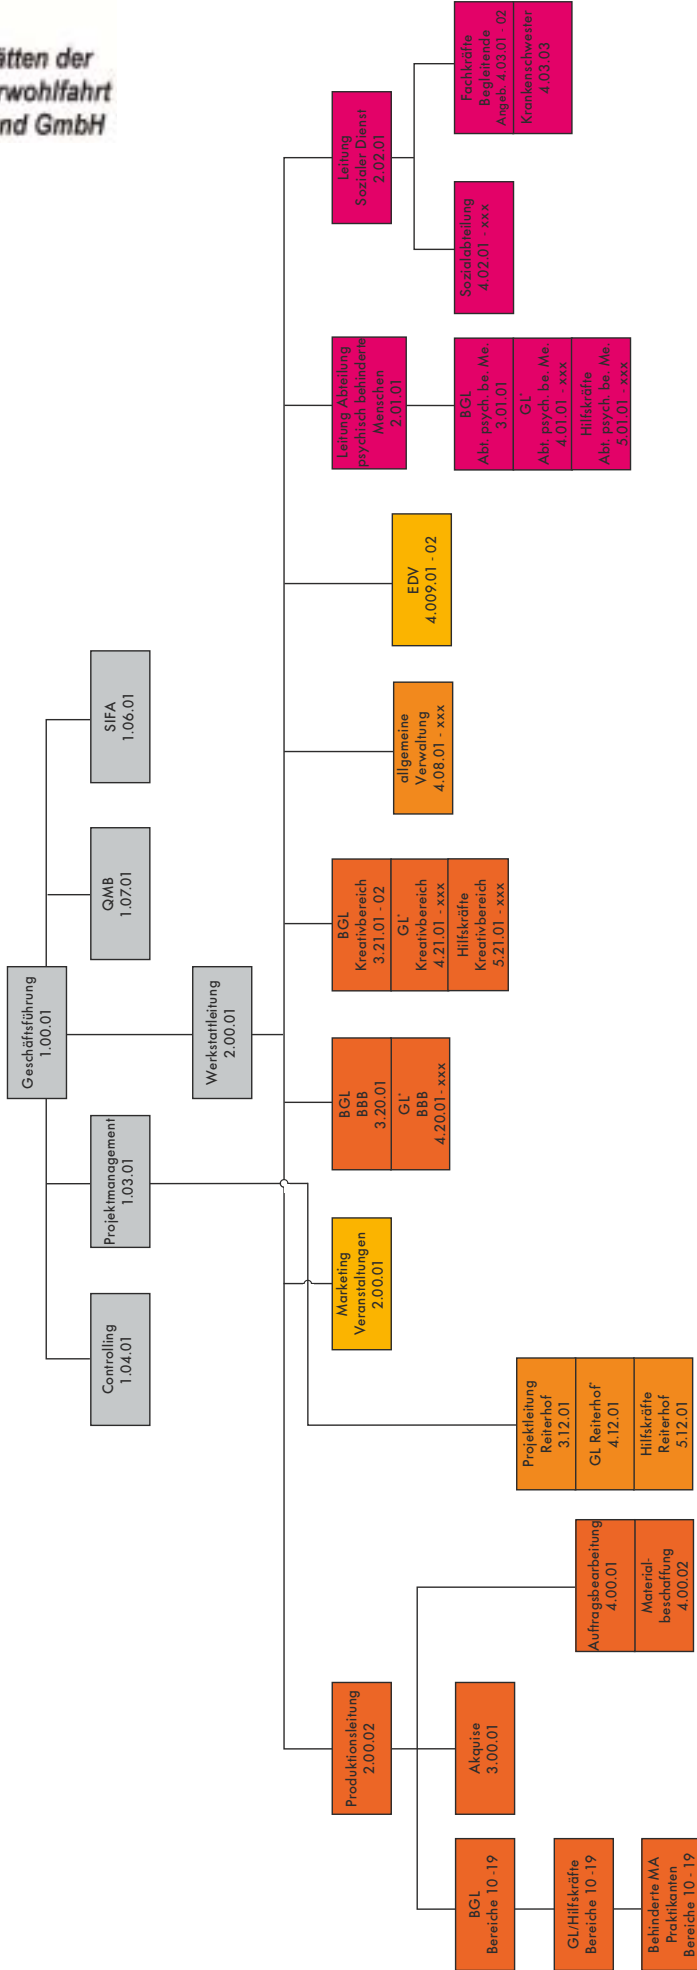 ätten der
rwohlfahrt
nd GmbH
Geschäftsführung
1.00.01
Controlling
1.04.01
Projektmanagement
1.03.01
QMB
1.07.01
SIFA
1.06.01
Werkstattleitung
2.00.01
Produktionsleitung
2.00.02
Marketing
Veranstaltungen
2.00.01
BGL
BBB
3.20.01
GL*
BBB
4.20.01- xxx
BGL
Kreativbereich
3.21.01 - 02
GL*
Kreativbereich
4.21.01 - xxx
Hilfskräfte
Kreativbereich
5.21.01 - xxx
allgemeine
Verwaltung
4.08.01 - xxx
EDV
4.009.01 - 02
Leitung Abteilung
psychisch behinderte
Menschen
2.01.01
BGL
Abt. psych. be. Me.
3.01.01
GL*
Abt. psych. be. Me.
4.01.01 - xxx
Hilfskräfte
Abt. psych. be. Me.
5.01.01 - xxx
Leitung
Sozialer Dienst
2.02.01
Sozialabteilung
4.02.01 - xxx
Fachkräfte
Begleitende
Angeb. 4.03.01 - 02
Krankenschwester
4.03.03
BGL
Bereiche 10 -19
GL/Hilfskräfte
Bereiche 10 -19
Behinderte MA
Praktikanten
Bereiche 10 - 19
Akquise
3.00.01
Auftragsbearbeitung
4.00.01
Material-
beschaffung
4.00.02
Projektleitung
Reiterhof
3.12.01
GL Reiterhof*
4.12.01
Hilfskräfte
Reiterhof
5.12.01